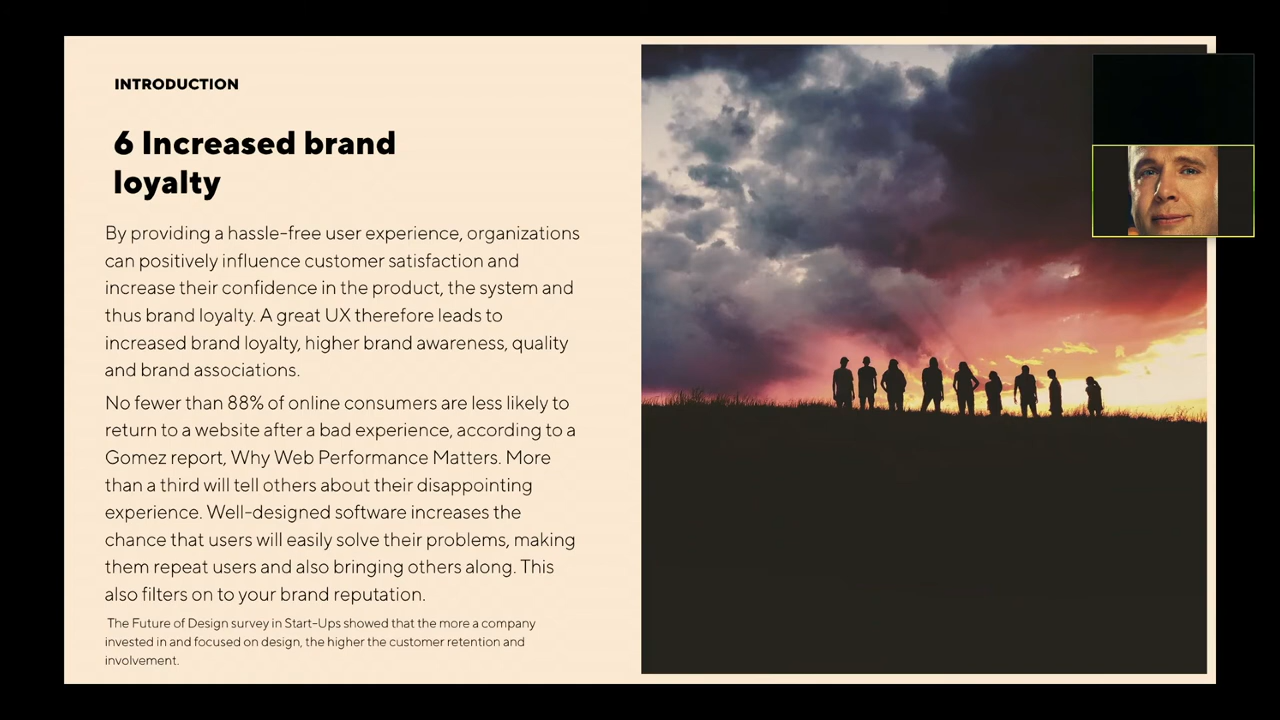 INTRODUCTION
6 Increased brand
loyalty
By providing a hassle-free user experience, organizations
can positively influence customer satisfaction and
increase their confidence in the product, the system and
thus brand loyalty. A great UX therefore leads to
increased brand loyalty, higher brand awareness, quality
and brand associations.
No fewer than 88% of online consumers are less likely to
return to a website after a bad experience, according to a
Gomez report, Why Web Performance Matters. More
than a third will tell others about their disappointing
experience. Well-designed software increases the
chance that users will easily solve their problems, making
them repeat users and also bringing others along. This
also filters on to your brand reputation.
The Future of Design survey in Start-Ups showed that the more a company
invested in and focused on design, the higher the customer retention and
involvement.